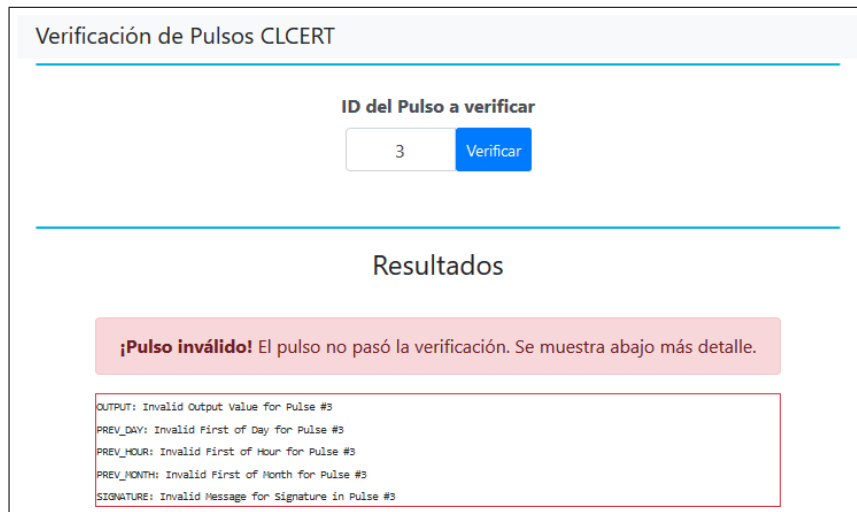 Verificación de Pulsos CLCERT
ID del Pulso a verificar
3 Verificar
Resultados
¡Pulso inválido! El pulso no pasó la verificación. Se muestra abajo más detalle.
OUTPUT: Invalid Output Value for Pulse #3
PREV_DAY: Invalid First of Day for Pulse #3
PREV_HOUR: Invalid First of Hour for Pulse #3
PREV_MONTH: Invalid First of Month for Pulse #3
SIGNATURE: Invalid Message for Signature in Pulse #3